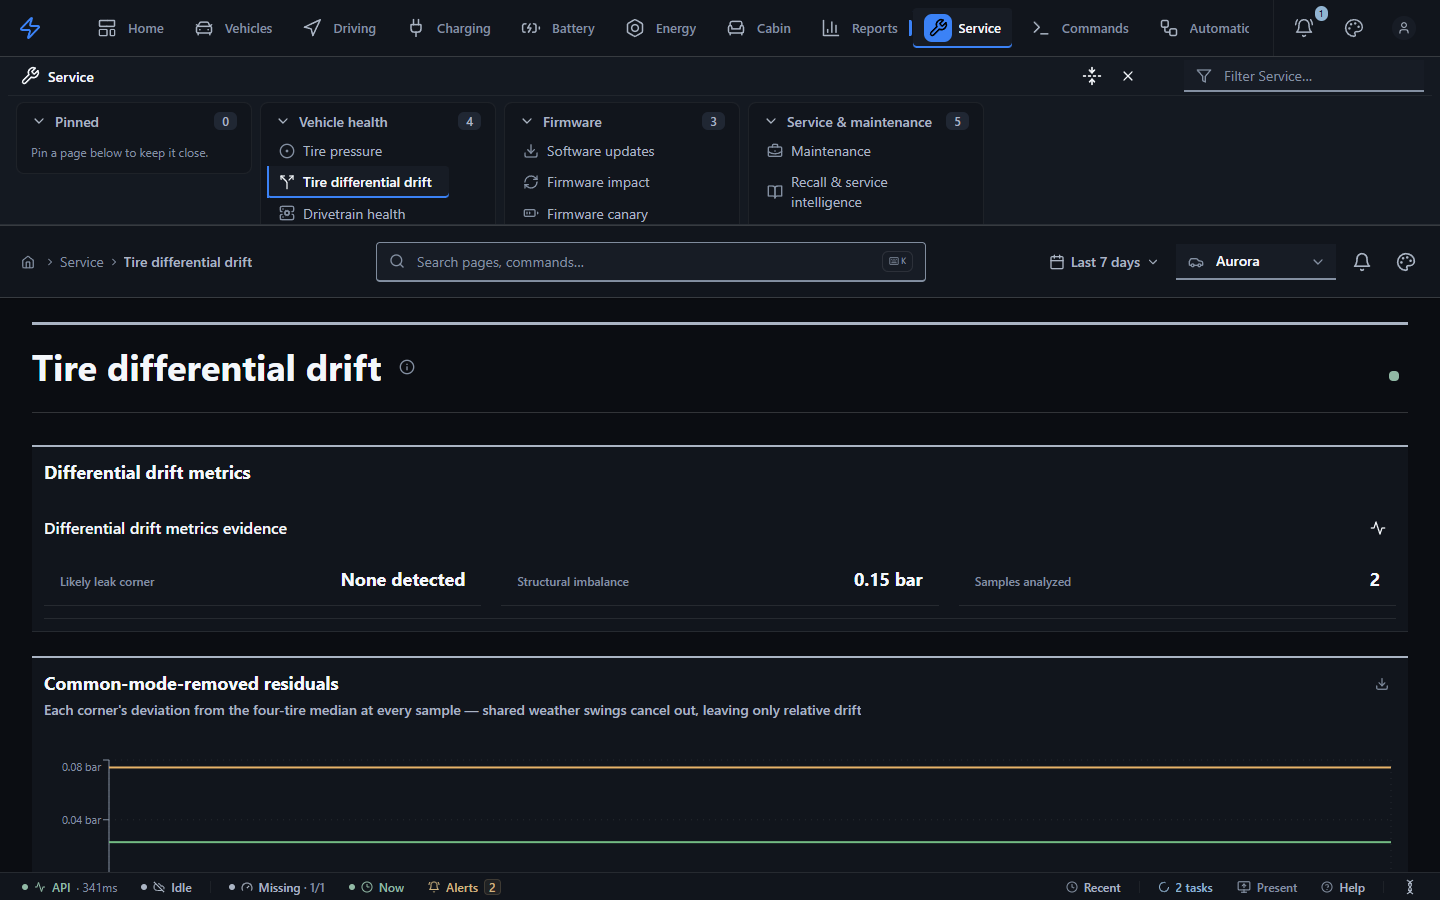 Home
Vehicles
Driving
Charging
Battery
Energy
Cabin
Reports
Service
Commands
Automatic
1
Service
Filter Service...
Pinned
0
Pin a page below to keep it close.
Vehicle health
4
Tire pressure
Tire differential drift
Drivetrain health
Firmware
3
Software updates
Firmware impact
Firmware canary
Service & maintenance
5
Maintenance
Recall & service
intelligence
Service
Tire differential drift
Search pages, commands...
K
Last 7 days
Aurora
Tire differential drift
Differential drift metrics
Differential drift metrics evidence
Likely leak corner
None detected
Structural imbalance
0.15 bar
Samples analyzed
2
Common-mode-removed residuals
Each corner's deviation from the four-tire median at every sample — shared weather swings cancel out, leaving only relative drift
0.08 bar
0.04 bar
API · 341ms
Idle
Missing · 1/1
Now
Alerts 2
Recent
2 tasks
Present
Help